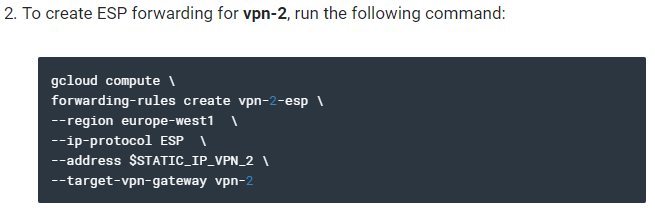 2. To create ESP forwarding for vpn-2, run the following command:
gcloud compute \
forwarding-rules create vpn-2-esp \
--region europe-west1  \
--ip-protocol ESP  \
--address $STATIC_IP_VPN_2 \
--target-vpn-gateway vpn-2